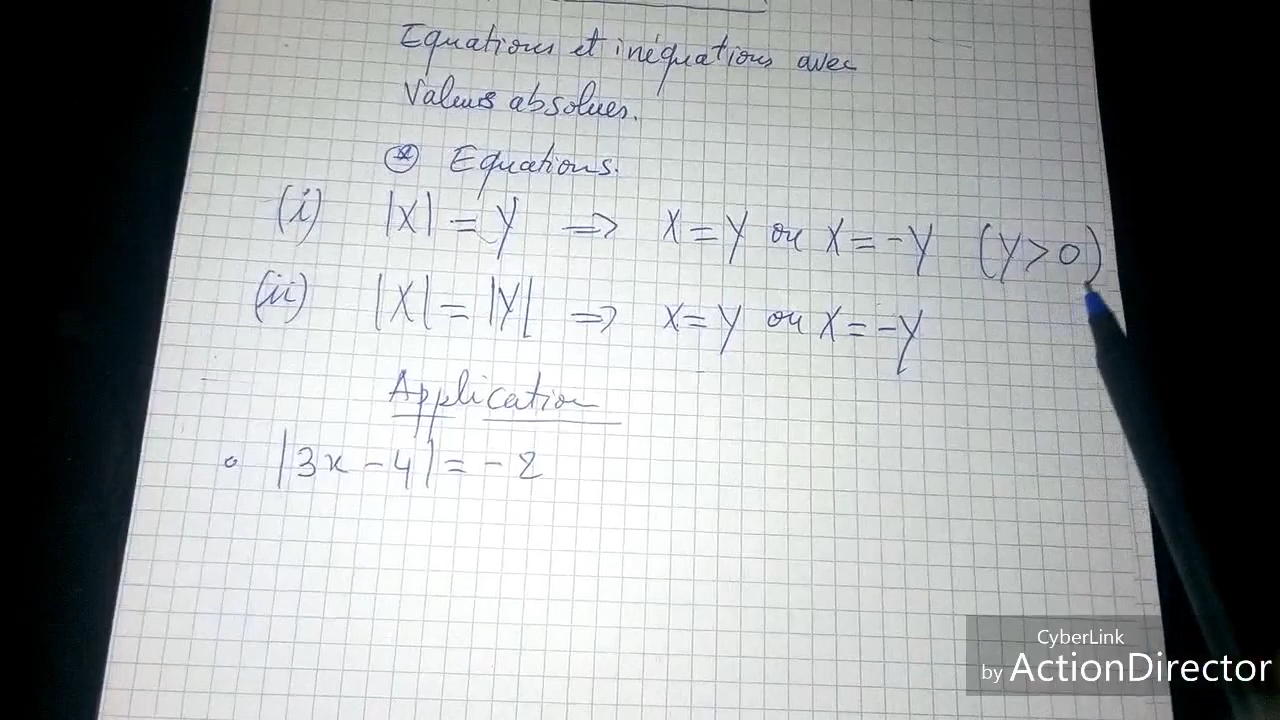 Equations et inéquations avec
Valeurs absolues.
* Equations.
(i) |X| = Y => X = Y ou X = -Y (Y > 0)
(ii) |X| = |Y| => X = Y ou X = -Y
Application
o |3x - 4| = -2
CyberLink
by ActionDirector